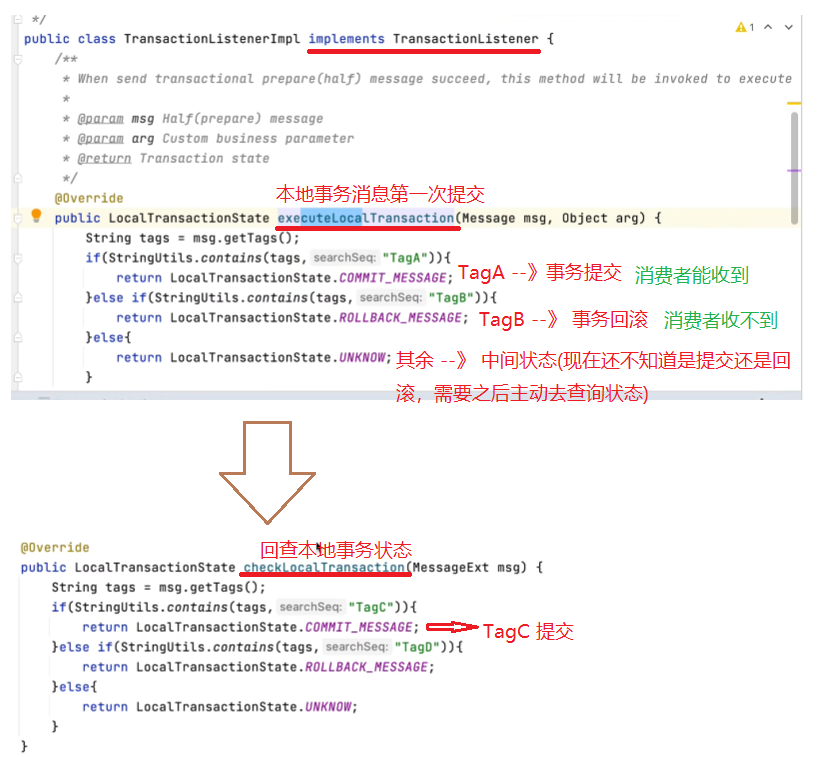 */
⚠1 ^ ⌄
public class TransactionListenerImpl implements TransactionListener {
/**
* When send transactional prepare(half) message succeed, this method will be invoked to execute
*
* @param msg Half(prepare) message
* @param arg Custom business parameter
* @return Transaction state
*/
@Override
本地事务消息第一次提交
public LocalTransactionState executeLocalTransaction(Message msg, Object arg) {
String tags = msg.getTags();
if(StringUtils.contains(tags, searchSeq: "TagA")){
return LocalTransactionState.COMMIT_MESSAGE; TagA --》事务提交 消费者能收到
}else if(StringUtils.contains(tags, searchSeq: "TagB")){
return LocalTransactionState.ROLLBACK_MESSAGE; TagB --》 事务回滚 消费者收不到
}else{
return LocalTransactionState.UNKNOW; 其余 --》 中间状态(现在还不知道是提交还是回
滚，需要之后主动去查询状态)
}
@Override
回查本地事务状态
public LocalTransactionState checkLocalTransaction(MessageExt msg) {
String tags = msg.getTags();
if(StringUtils.contains(tags, searchSeq: "TagC")){
return LocalTransactionState.COMMIT_MESSAGE; TagC 提交
}else if(StringUtils.contains(tags, searchSeq: "TagD")){
return LocalTransactionState.ROLLBACK_MESSAGE;
}else{
return LocalTransactionState.UNKNOW;
}
}